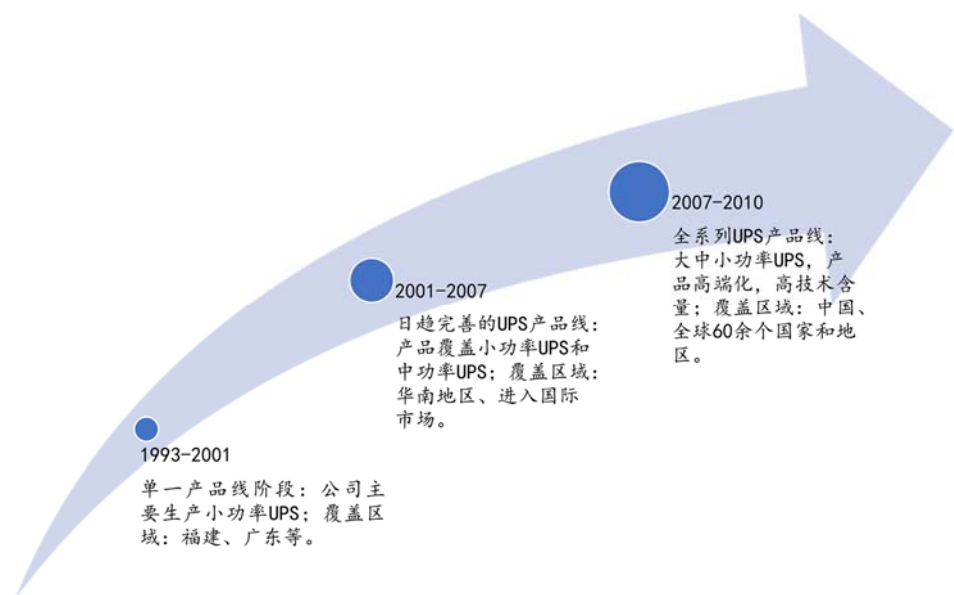 1993-2001
单一产品线阶段：公司主
要生产小功率UPS；覆盖区
域：福建、广东等。
2001-2007
日趋完善的UPS产品线：
产品覆盖小功率UPS和
中功率UPS；覆盖区域：
华南地区、进入国际
市场。
2007-2010
全系列UPS产品线：
大中小功率UPS，产
品高端化，高技术含
量；覆盖区域：中国、
全球60余个国家和地
区。